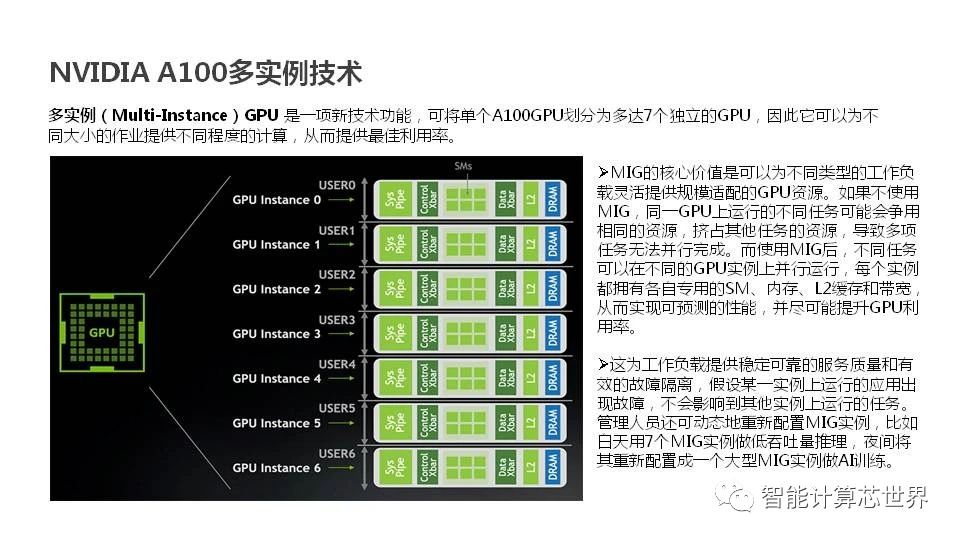 NVIDIA A100多实例技术
多实例（Multi-Instance）GPU 是一项新技术功能，可将单个A100GPU划分为多达7个独立的GPU，因此它可以为不
同大小的作业提供不同程度的计算，从而提供最佳利用率。
SMs
USER0
GPU Instance 0
Sys Pipe
Control Xbar
Data Xbar
L2
DRAM
USER1
GPU Instance 1
Sys Pipe
Control Xbar
Data Xbar
L2
DRAM
USER2
GPU Instance 2
Sys Pipe
Control Xbar
Data Xbar
L2
DRAM
USER3
GPU Instance 3
Sys Pipe
Control Xbar
Data Xbar
L2
DRAM
USER4
GPU Instance 4
Sys Pipe
Control Xbar
Data Xbar
L2
DRAM
USER5
GPU Instance 5
Sys Pipe
Control Xbar
Data Xbar
L2
DRAM
USER6
GPU Instance 6
Sys Pipe
Control Xbar
Data Xbar
L2
DRAM
GPU
➢MIG的核心价值是可以为不同类型的工作负
载灵活提供规模适配的GPU资源。如果不使用
MIG，同一GPU上运行的不同任务可能会争用
相同的资源，挤占其他任务的资源，导致多项
任务无法并行完成。而使用MIG后，不同任务
可以在不同的GPU实例上并行运行，每个实例
都拥有各自专用的SM、内存、L2缓存和带宽，
从而实现可预测的性能，并尽可能提升GPU利
用率。
➢这为工作负载提供稳定可靠的服务质量和有
效的故障隔离，假设某一实例上运行的应用出
现故障，不会影响到其他实例上运行的任务。
管理人员还可动态地重新配置MIG实例，比如
白天用7个MIG实例做低吞吐量推理，夜间将
其重新配置成一个大型MIG实例做AI训练。
智能计算芯世界